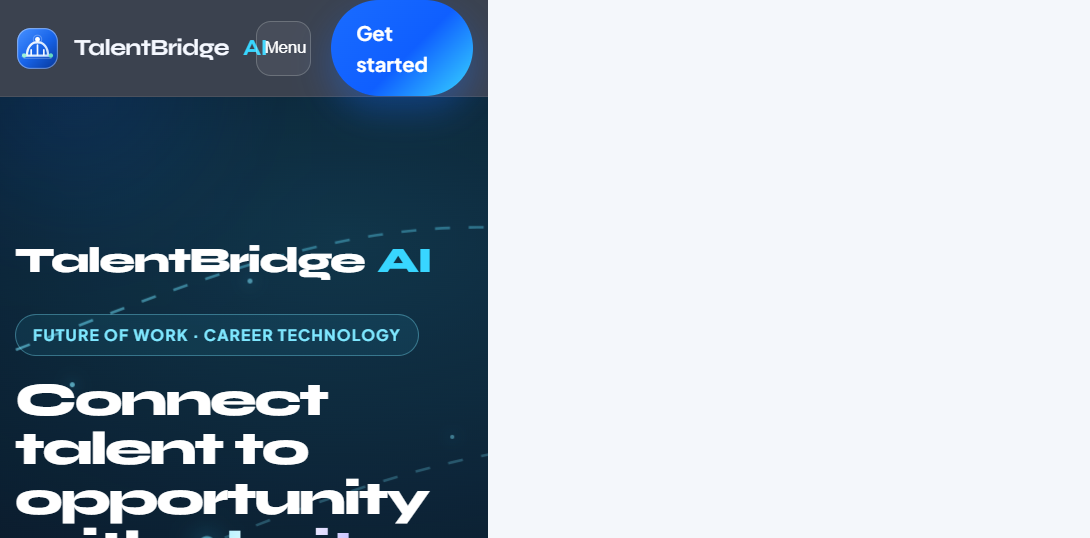 TalentBridge AI
Menu
Get
started
TalentBridge AI
FUTURE OF WORK · CAREER TECHNOLOGY
Connect
talent to
opportunity